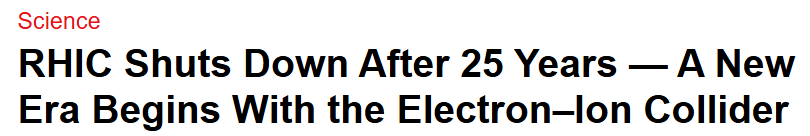 Science
RHIC Shuts Down After 25 Years — A New
Era Begins With the Electron–Ion Collider